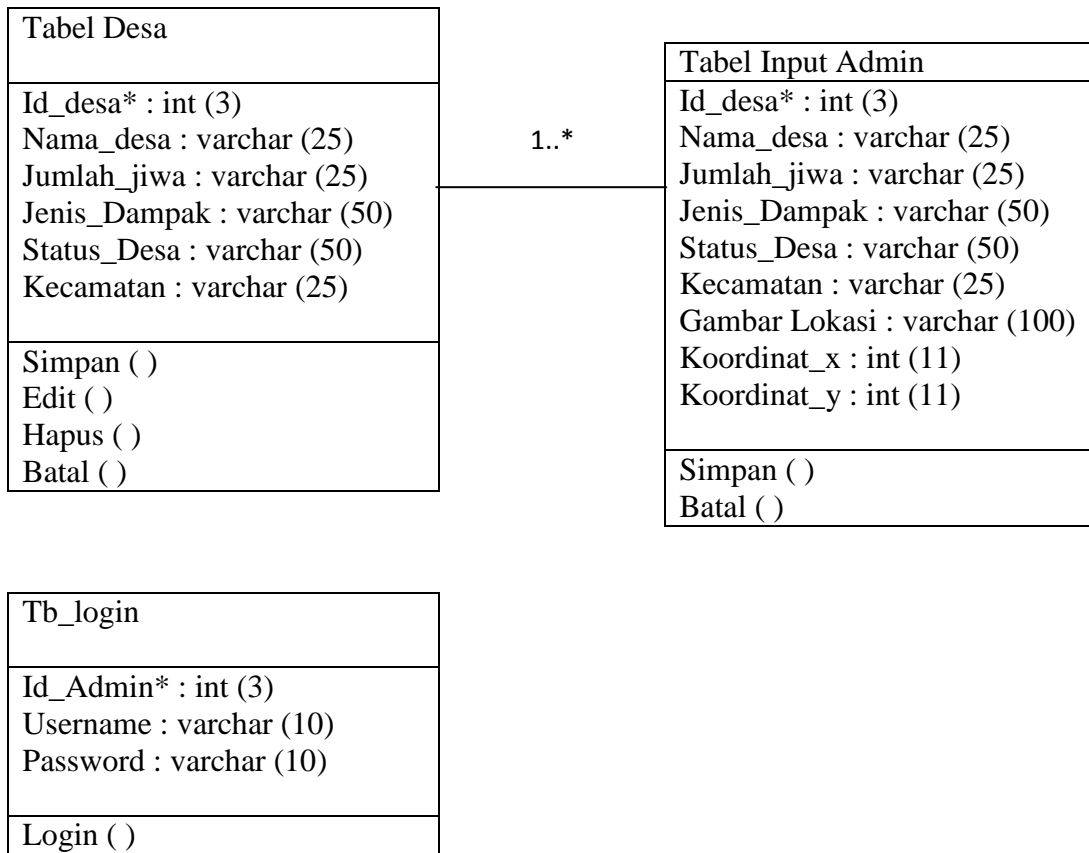 Tabel Desa
Id_desa* : int (3)
Nama_desa : varchar (25)
Jumlah_jiwa : varchar (25)
Jenis_Dampak : varchar (50)
Status_Desa : varchar (50)
Kecamatan : varchar (25)
Simpan ( )
Edit ( )
Hapus ( )
Batal ( )
1..*
Tabel Input Admin
Id_desa* : int (3)
Nama_desa : varchar (25)
Jumlah_jiwa : varchar (25)
Jenis_Dampak : varchar (50)
Status_Desa : varchar (50)
Kecamatan : varchar (25)
Gambar Lokasi : varchar (100)
Koordinat_x : int (11)
Koordinat_y : int (11)
Simpan ( )
Batal ( )
Tb_login
Id_Admin* : int (3)
Username : varchar (10)
Password : varchar (10)
Login ( )